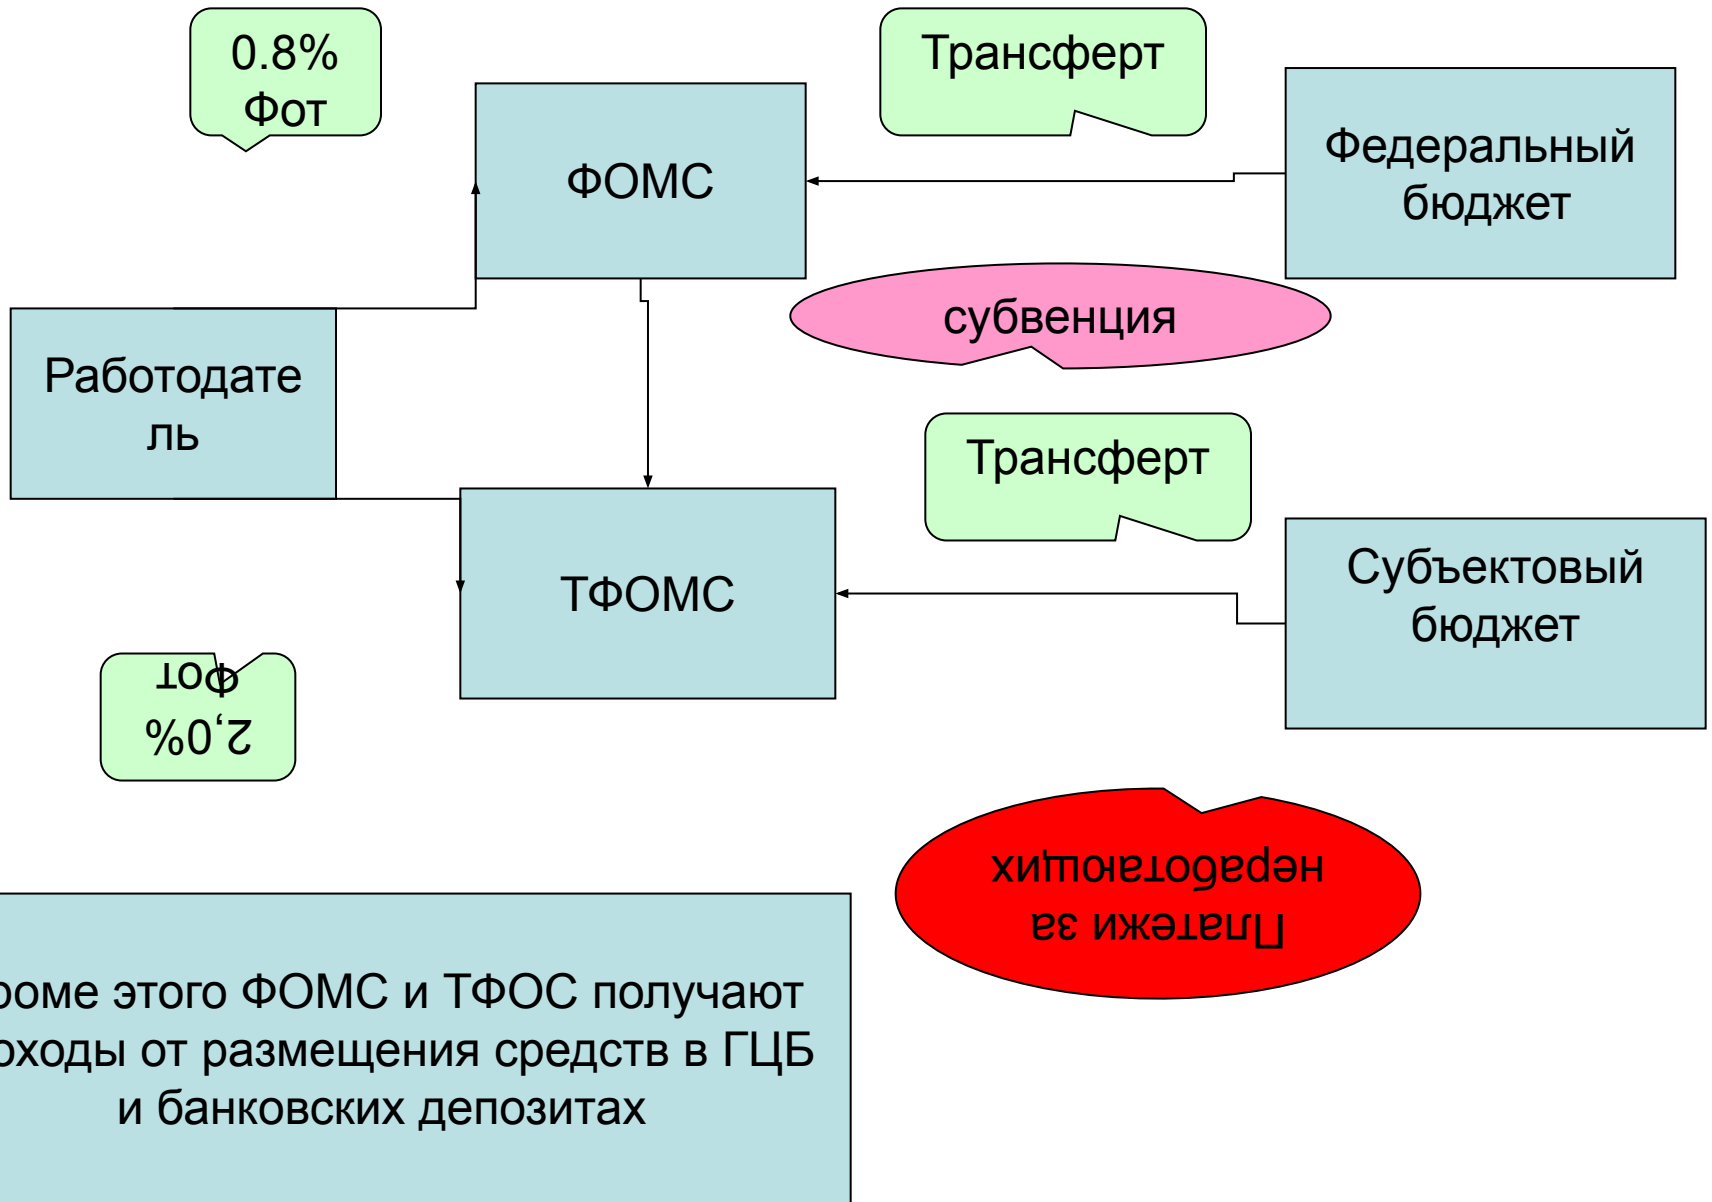 0.8%
Фот
Трансферт
ФОМС
Федеральный
бюджет
субвенция
Работодате
ль
Трансферт
ТФОМС
Субъектовый
бюджет
2,0%
Фот
Платежи за
неработающих
роме этого ФОМС и ТФОС получают
оходы от размещения средств в ГЦБ
и банковских депозитах